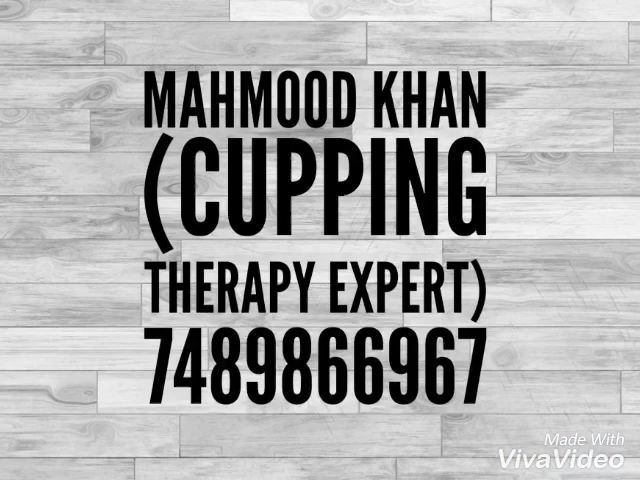 MAHMOOD KHAN
(CUPPING
THERAPY EXPERT)
7489866967
Made With
VivaVideo